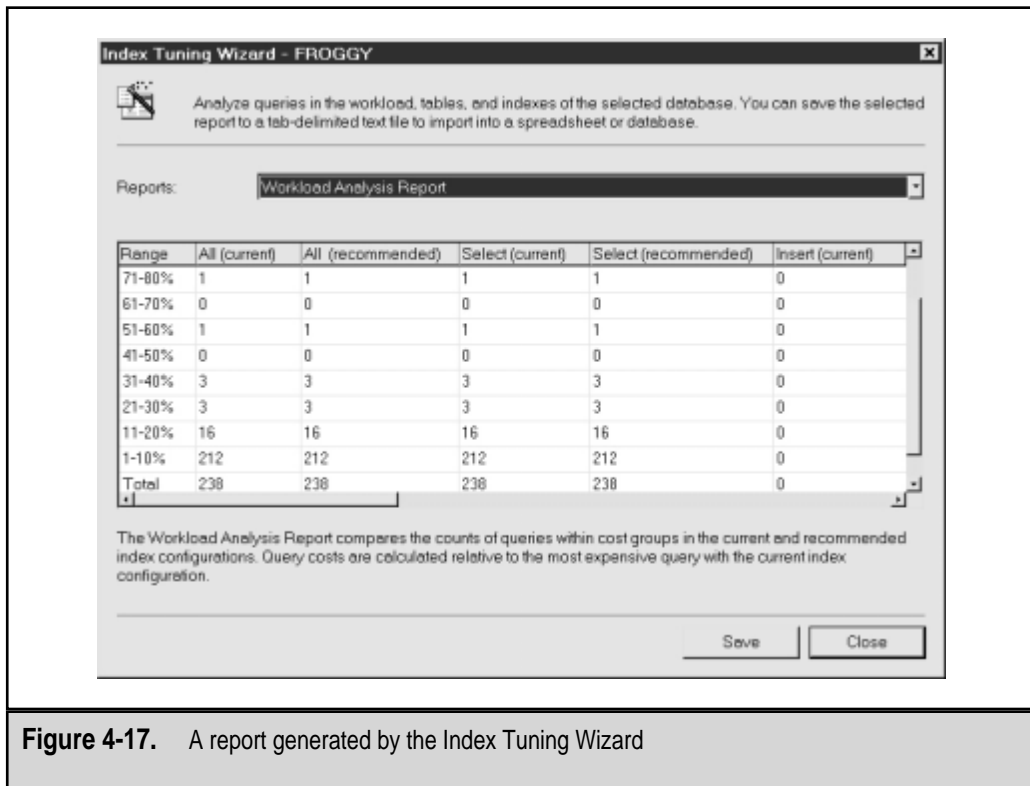 Index Tuning Wizard - FROGGY
Analyze queries in the workload, tables, and indexes of the selected database. You can save the selected
report to a tab-delimited text file to import into a spreadsheet or database.
Reports: Workload Analysis Report
Range All (current) All (recommended) Select (current) Select (recommended) Insert (current)
71-80% 1 1 1 1 0
61-70% 0 0 0 0 0
51-60% 1 1 1 1 0
41-50% 0 0 0 0 0
31-40% 3 3 3 3 0
21-30% 3 3 3 3 0
11-20% 16 16 16 16 0
1-10% 212 212 212 212 0
Total 238 238 238 238 0
The Workload Analysis Report compares the counts of queries within cost groups in the current and recommended
index configurations. Query costs are calculated relative to the most expensive query with the current index
configuration.
Save Close
Figure 4-17. A report generated by the Index Tuning Wizard